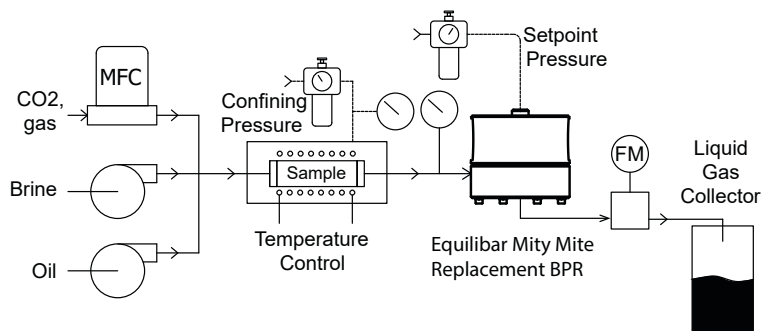 MFC
CO2,
gas
Brine
Oil
Confining
Pressure
Sample
Temperature
Control
Setpoint
Pressure
Equilibar Mity Mite
Replacement BPR
FM
Liquid
Gas
Collector